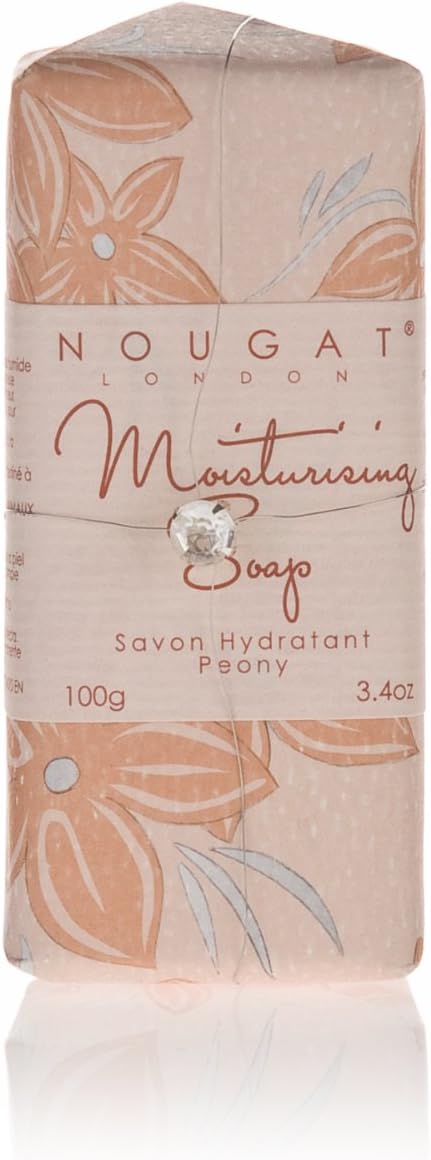 NOUGAT®
LONDON
Moisturising
Soap
Savon Hydratant
Peony
100g
3.4oz